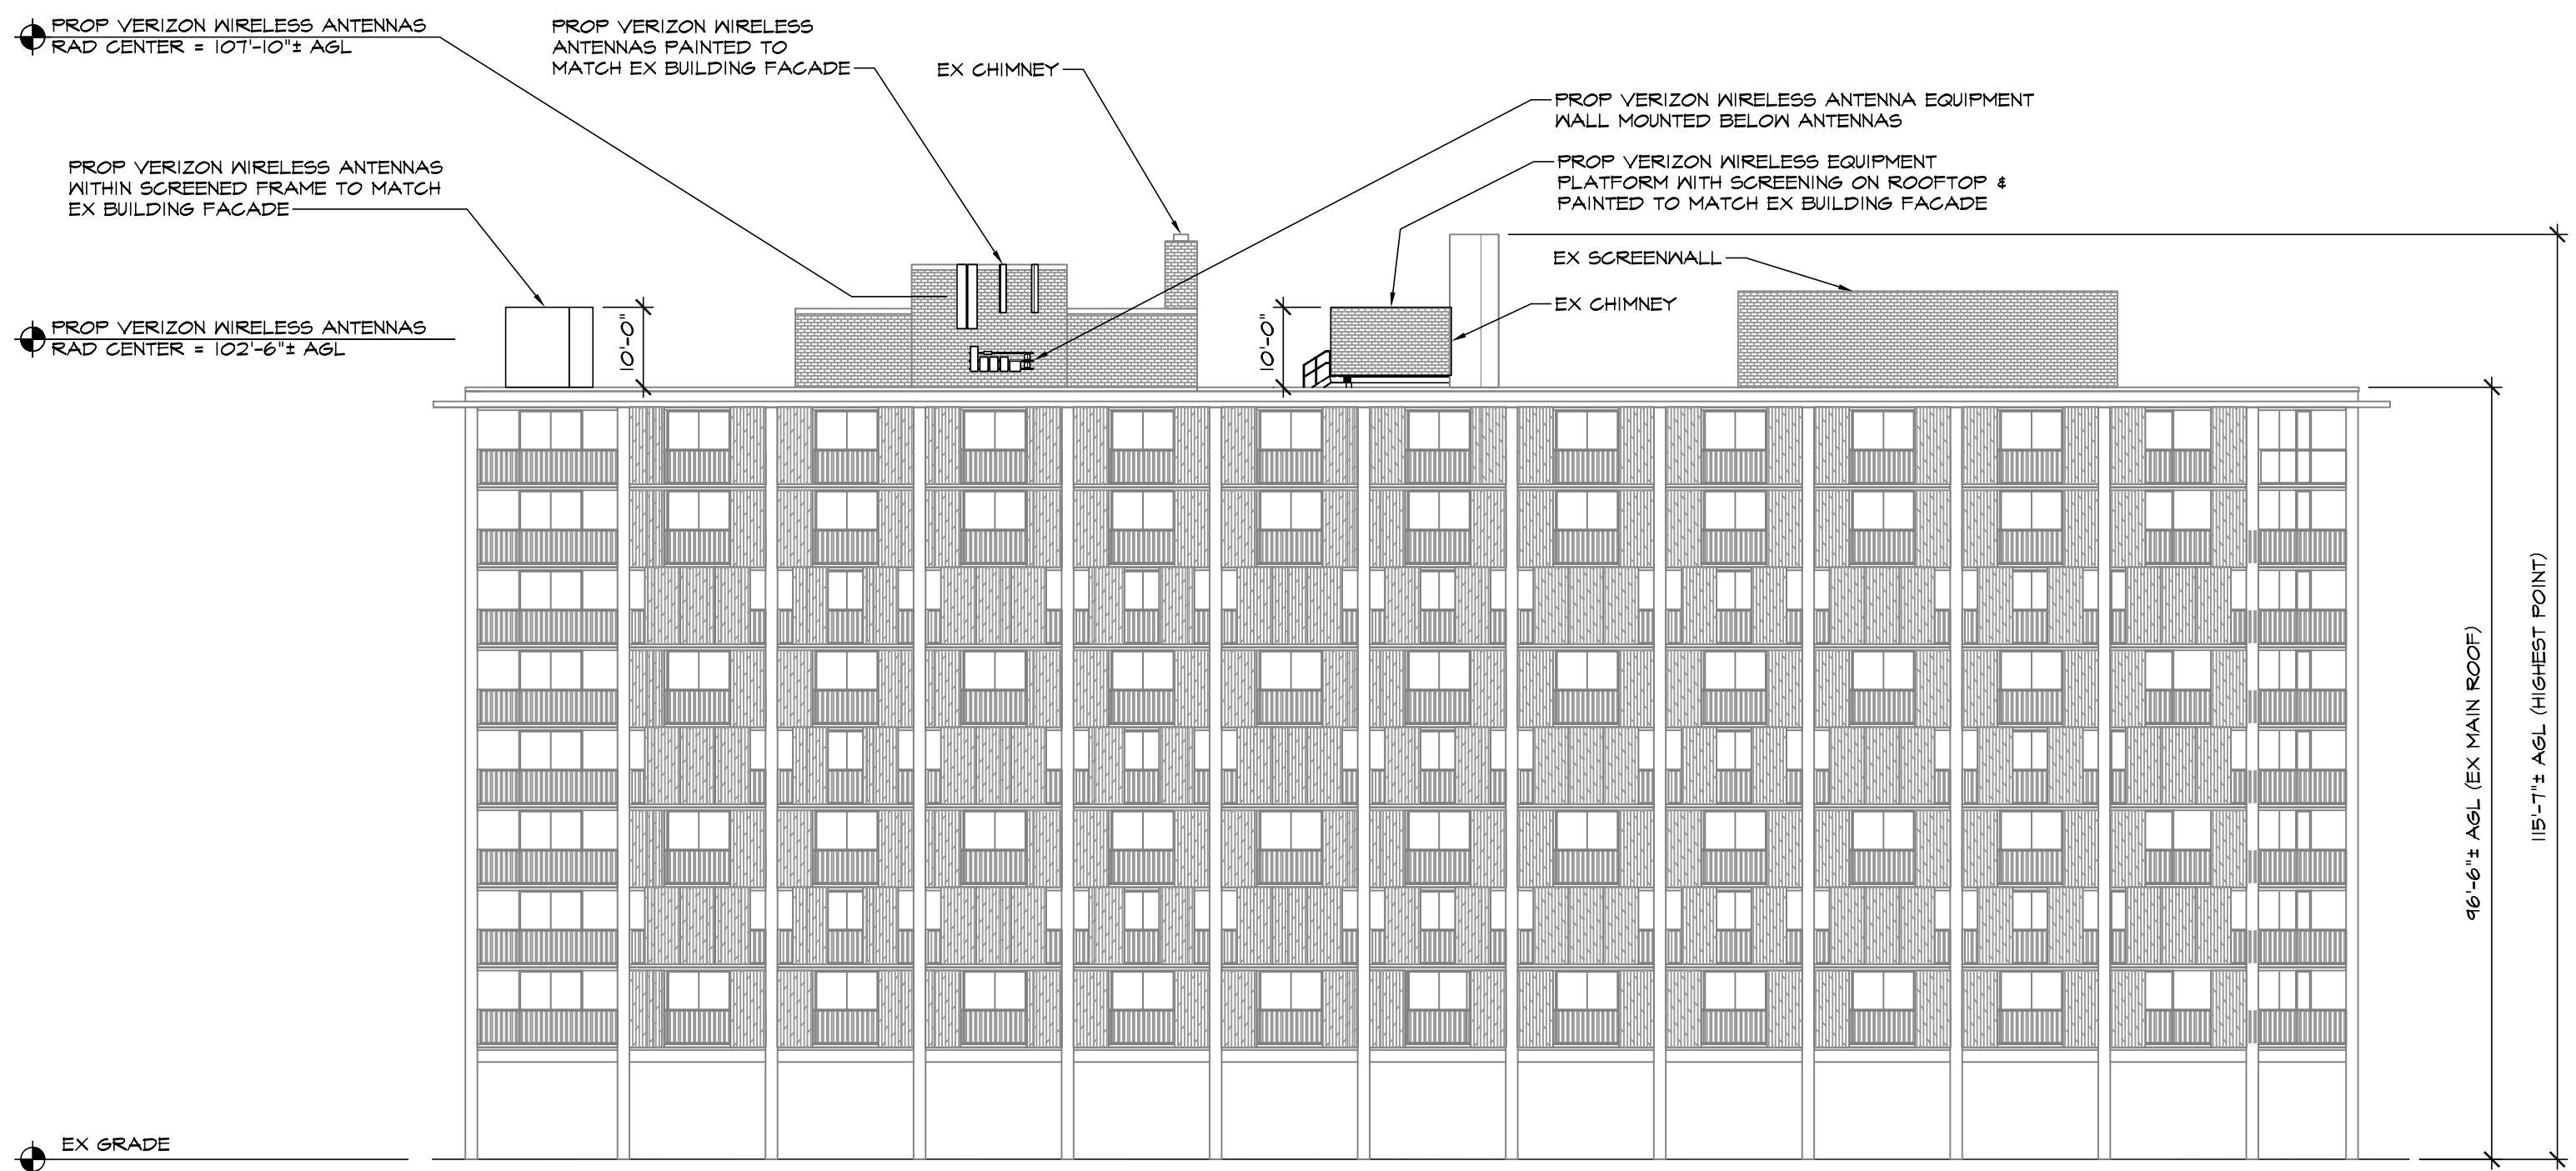 PROP VERIZON WIRELESS ANTENNAS
RAD CENTER = 107'-10"± AGL
PROP VERIZON WIRELESS
ANTENNAS PAINTED TO
MATCH EX BUILDING FACADE
EX CHIMNEY
PROP VERIZON WIRELESS ANTENNA EQUIPMENT
WALL MOUNTED BELOW ANTENNAS
PROP VERIZON WIRELESS ANTENNAS
WITHIN SCREENED FRAME TO MATCH
EX BUILDING FACADE
PROP VERIZON WIRELESS EQUIPMENT
PLATFORM WITH SCREENING ON ROOFTOP &
PAINTED TO MATCH EX BUILDING FACADE
EX SCREENWALL
EX CHIMNEY
PROP VERIZON WIRELESS ANTENNAS
RAD CENTER = 102'-6"± AGL
10'-0"
10'-0"
96'-6"± AGL (EX MAIN ROOF)
115'-7"± AGL (HIGHEST POINT)
EX GRADE